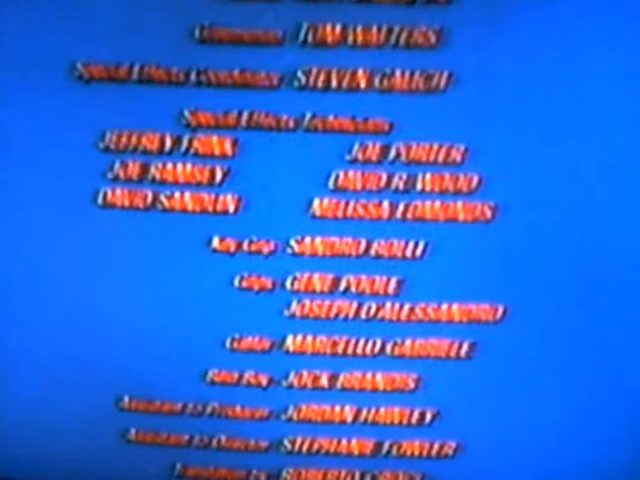 TOM WATTERS
Special Effects Coordinator STEVEN GALICH
Special Effects Technicians
JEFFREY FRINK JOE PORTER
JOE RAMSEY DAVID R. WOOD
DAVID SANDLIN MELISSA EDMONDS
Key Grip SANDRO BOLLI
Grips GENE POOLE
JOSEPH D'ALESSANDRO
Gaffer MARCELLO GABRIELE
Best Boy JOCK BRANDIS
Assistant to Producer JORDAN HAWLEY
Assistant to Director STEPHANIE FOWLER
ROBERTO